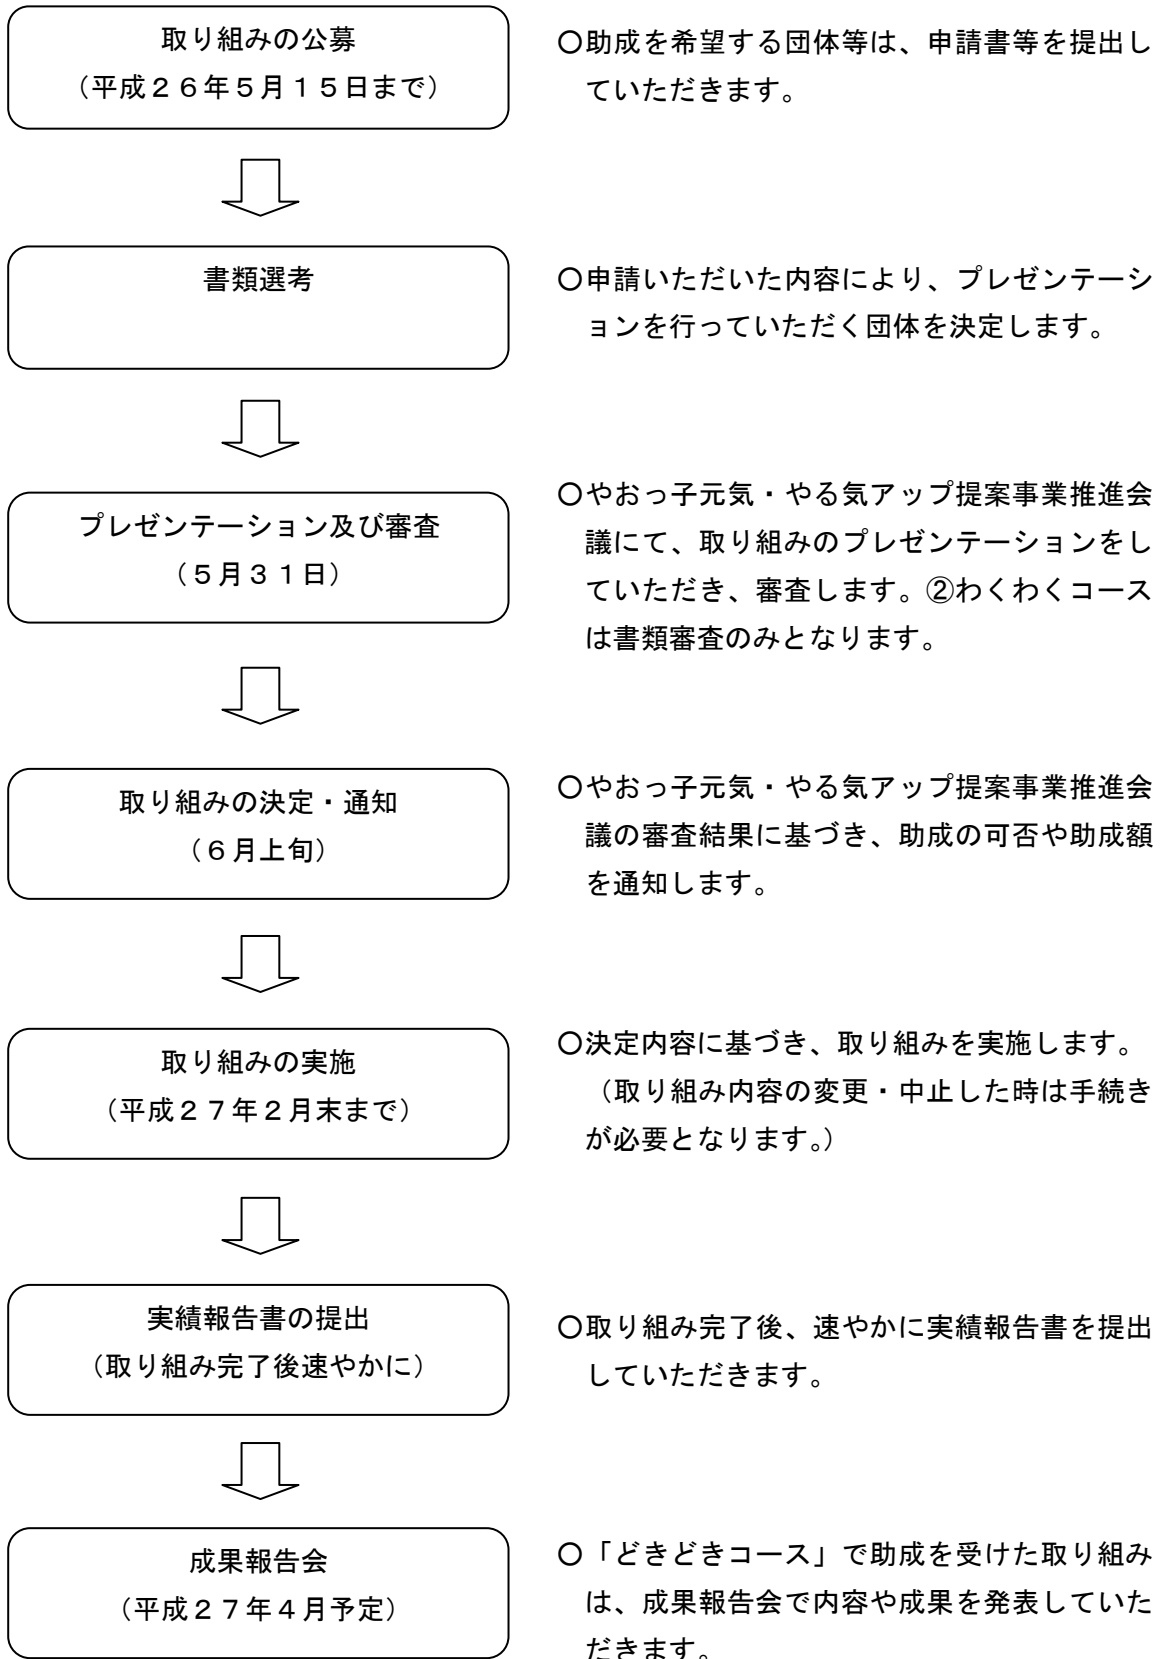 取り組みの公募
（平成２６年５月１５日まで）
〇助成を希望する団体等は、申請書等を提出し
ていただきます。
書類選考
〇申請いただいた内容により、プレゼンテーシ
ョンを行っていただく団体を決定します。
プレゼンテーション及び審査
（５月３１日）
〇やおっ子元気・やる気アップ提案事業推進会
議にて、取り組みのプレゼンテーションをし
ていただき、審査します。②わくわくコース
は書類審査のみとなります。
取り組みの決定・通知
（６月上旬）
〇やおっ子元気・やる気アップ提案事業推進会
議の審査結果に基づき、助成の可否や助成額
を通知します。
取り組みの実施
（平成２７年２月末まで）
〇決定内容に基づき、取り組みを実施します。
（取り組み内容の変更・中止した時は手続き
が必要となります。）
実績報告書の提出
（取り組み完了後速やかに）
〇取り組み完了後、速やかに実績報告書を提出
していただきます。
成果報告会
（平成２７年４月予定）
〇「どきどきコース」で助成を受けた取り組み
は、成果報告会で内容や成果を発表していた
だきます。